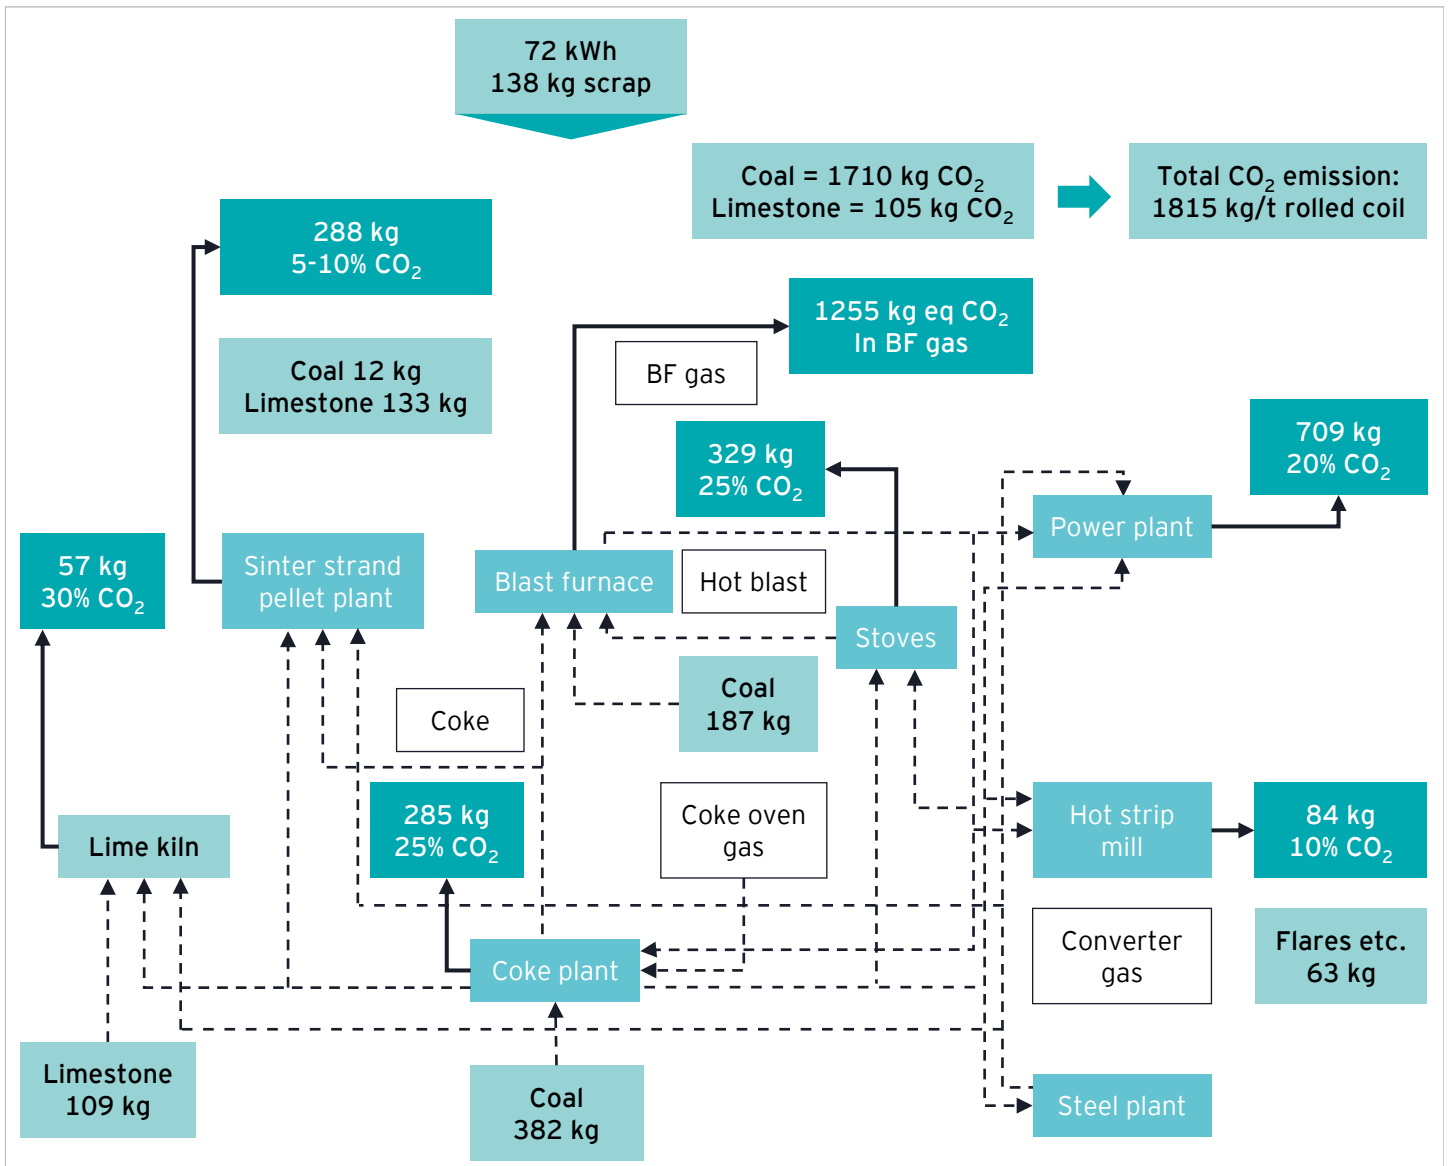 72 kWh
138 kg scrap
Coal = 1710 kg CO₂
Limestone = 105 kg CO₂
Total CO₂ emission:
1815 kg/t rolled coil
288 kg
5-10% CO₂
1255 kg eq CO₂
In BF gas
BF gas
Coal 12 kg
Limestone 133 kg
709 kg
20% CO₂
329 kg
25% CO₂
Power plant
57 kg
30% CO₂
Sinter strand
pellet plant
Blast furnace
Hot blast
Stoves
Coal
187 kg
Coke
285 kg
25% CO₂
Coke oven
gas
Hot strip
mill
84 kg
10% CO₂
Lime kiln
Coke plant
Converter
gas
Flares etc.
63 kg
Limestone
109 kg
Coal
382 kg
Steel plant